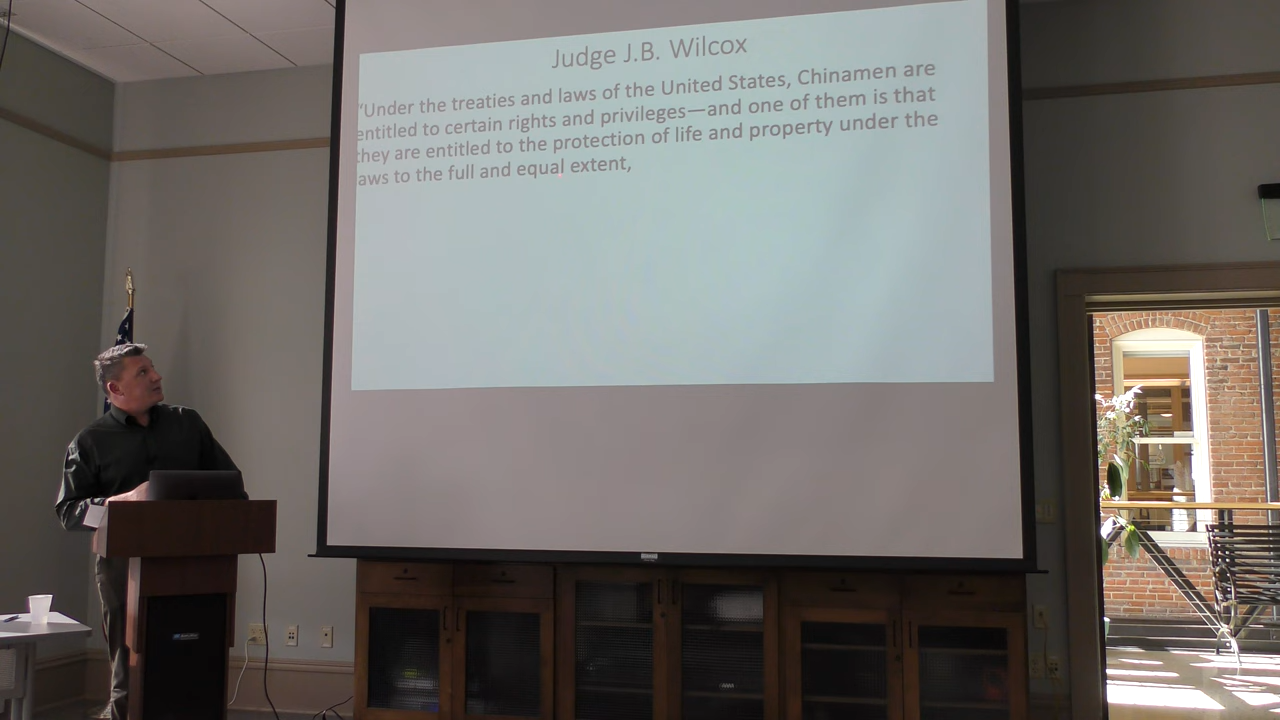 Judge J.B. Wilcox
“Under the treaties and laws of the United States, Chinamen are
entitled to certain rights and privileges—and one of them is that
they are entitled to the protection of life and property under the
aws to the full and equal extent,